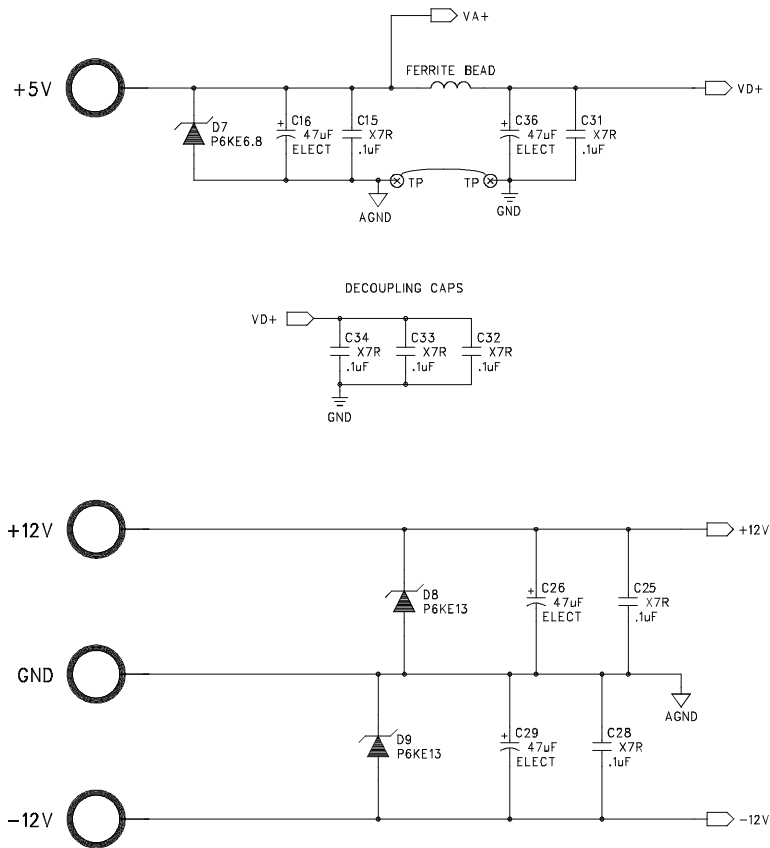 VA+
+5V
FERRITE BEAD
VD+
D7
P6KE6.8
+ C16
47uF
ELECT
C15
X7R
.1uF
+ C36
47uF
ELECT
C31
X7R
.1uF
TP
TP
AGND
GND
DECOUPLING CAPS
VD+
C34
X7R
.1uF
C33
X7R
.1uF
C32
X7R
.1uF
GND
+12V
+12V
D8
P6KE13
+ C26
47uF
ELECT
C25
X7R
.1uF
GND
AGND
D9
P6KE13
+ C29
47uF
ELECT
C28
X7R
.1uF
-12V
-12V